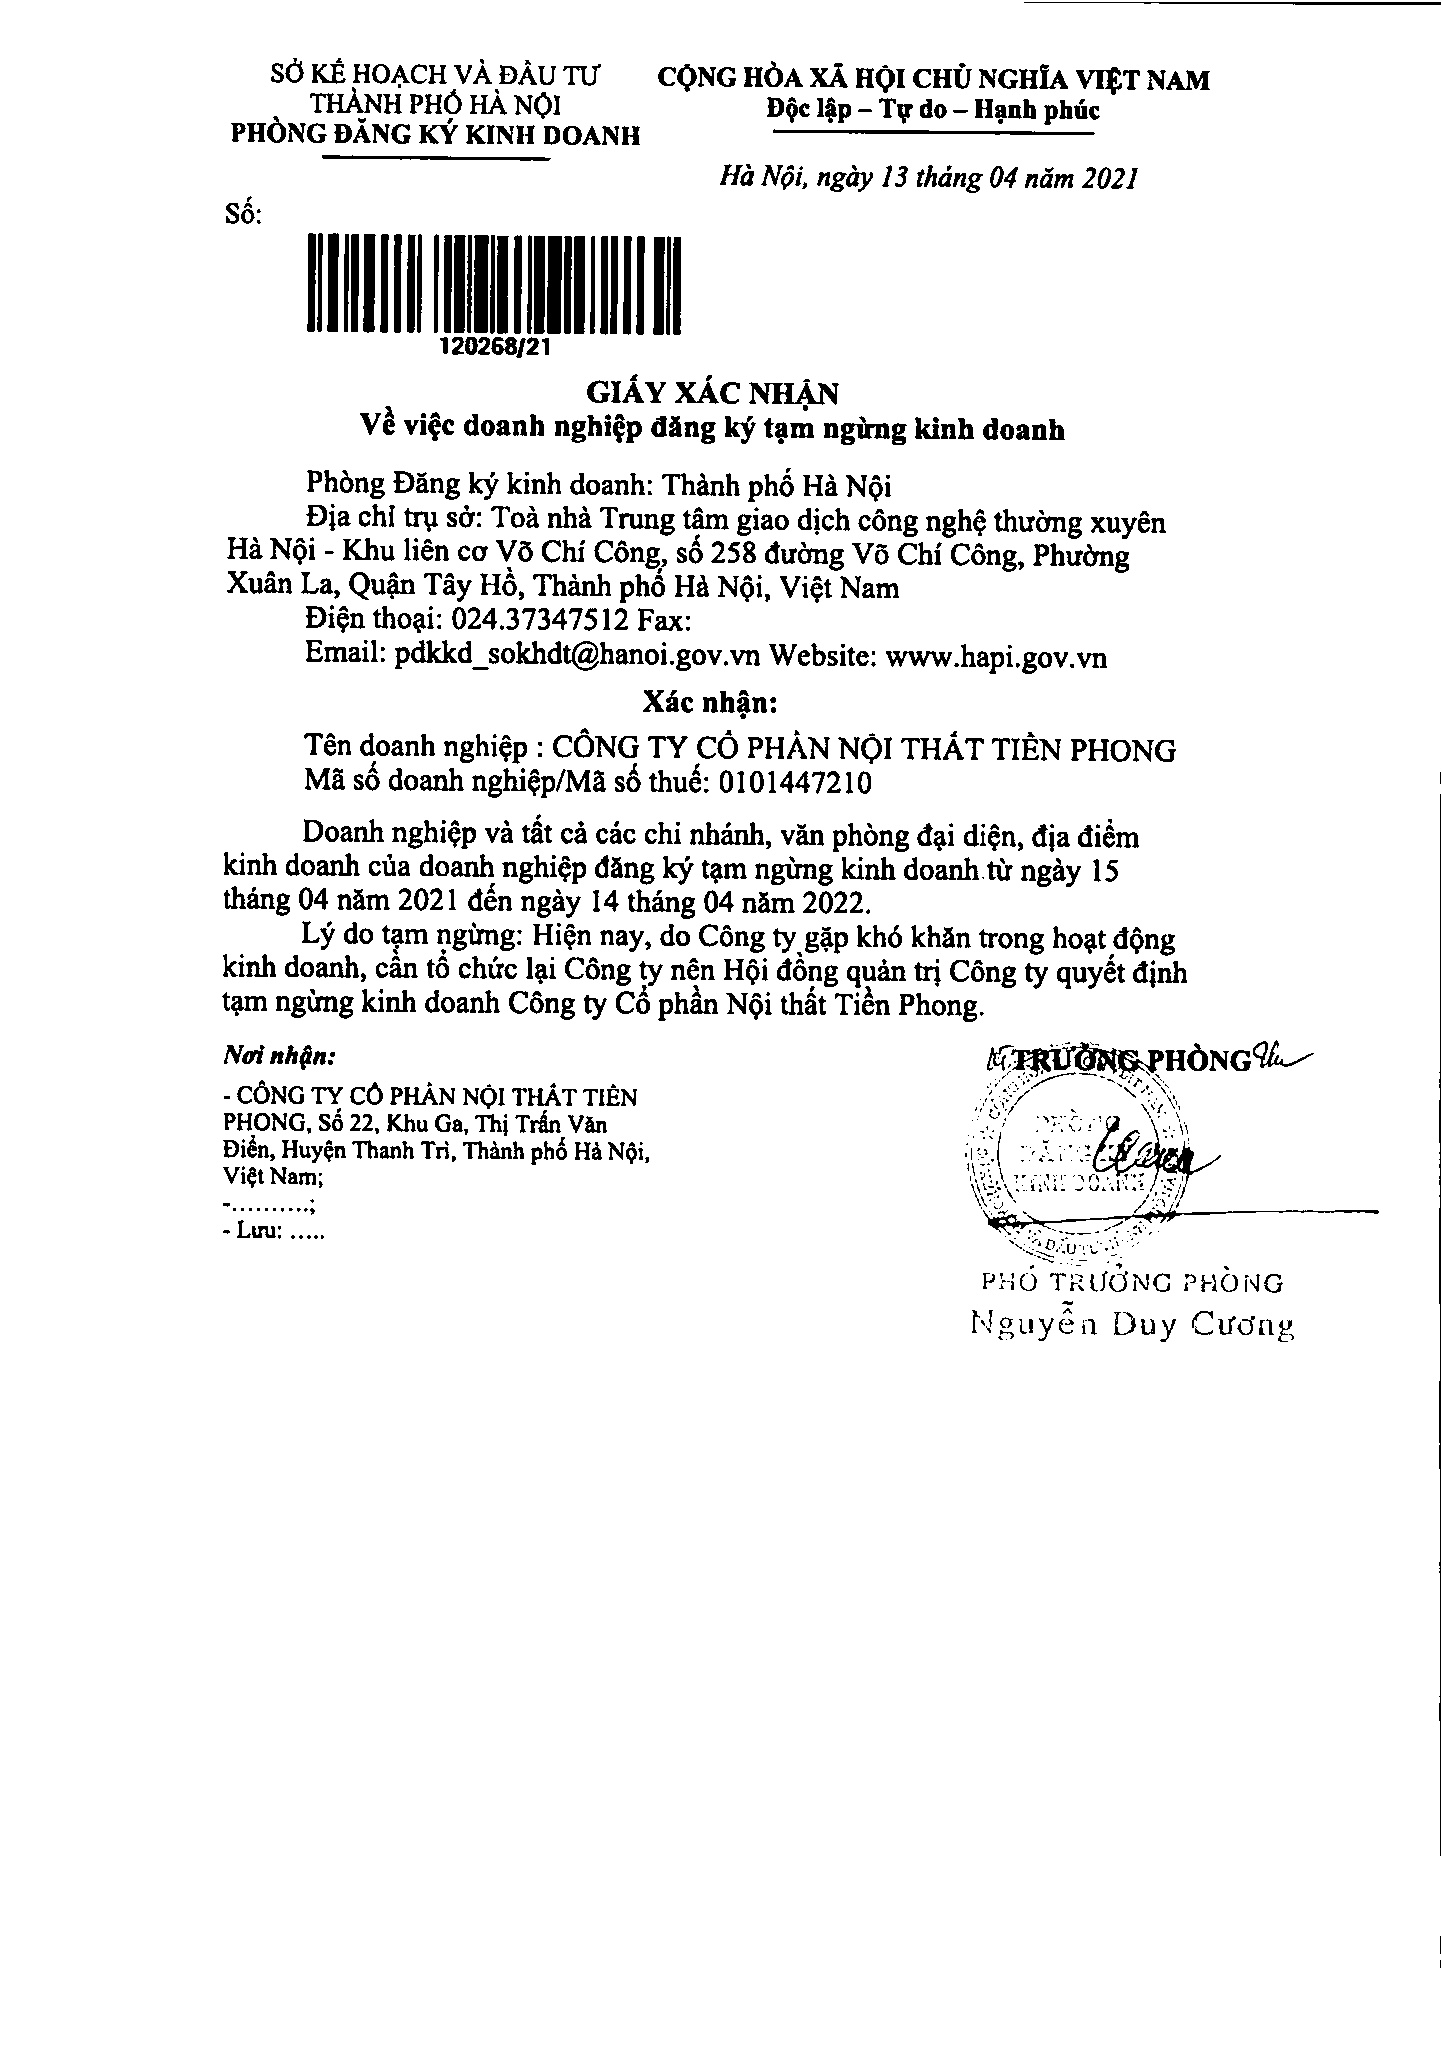 SỞ KẾ HOẠCH VÀ ĐẦU TƯ
THÀNH PHỐ HÀ NỘI
PHÒNG ĐĂNG KÝ KINH DOANH
CỘNG HÒA XÃ HỘI CHỦ NGHĨA VIỆT NAM
Độc lập – Tự do – Hạnh phúc
Hà Nội, ngày 13 tháng 04 năm 2021
Số:
120268/21
GIẤY XÁC NHẬN
Về việc doanh nghiệp đăng ký tạm ngừng kinh doanh
Phòng Đăng ký kinh doanh: Thành phố Hà Nội
Địa chỉ trụ sở: Toà nhà Trung tâm giao dịch công nghệ thường xuyên
Hà Nội - Khu liên cơ Võ Chí Công, số 258 đường Võ Chí Công, Phường
Xuân La, Quận Tây Hồ, Thành phố Hà Nội, Việt Nam
Điện thoại: 024.37347512 Fax:
Email: pdkkd_sokhdt@hanoi.gov.vn Website: www.hapi.gov.vn
Xác nhận:
Tên doanh nghiệp : CÔNG TY CỔ PHẦN NỘI THẤT TIỀN PHONG
Mã số doanh nghiệp/Mã số thuế: 0101447210
Doanh nghiệp và tất cả các chi nhánh, văn phòng đại diện, địa điểm
kinh doanh của doanh nghiệp đăng ký tạm ngừng kinh doanh từ ngày 15
tháng 04 năm 2021 đến ngày 14 tháng 04 năm 2022.
Lý do tạm ngừng: Hiện nay, do Công ty gặp khó khăn trong hoạt động
kinh doanh, cần tổ chức lại Công ty nên Hội đồng quản trị Công ty quyết định
tạm ngừng kinh doanh Công ty Cổ phần Nội thất Tiền Phong.
Nơi nhận:
- CÔNG TY CỔ PHẦN NỘI THẤT TIỀN
PHONG, Số 22, Khu Ga, Thị Trấn Văn
Điển, Huyện Thanh Trì, Thành phố Hà Nội,
Việt Nam;
-..........;
- Lưu: .....
TRƯỞNG PHÒNG
PHÒNG
ĐĂNG KÝ
KINH DOANH
PHÓ TRƯỞNG PHÒNG
Nguyễn Duy Cương